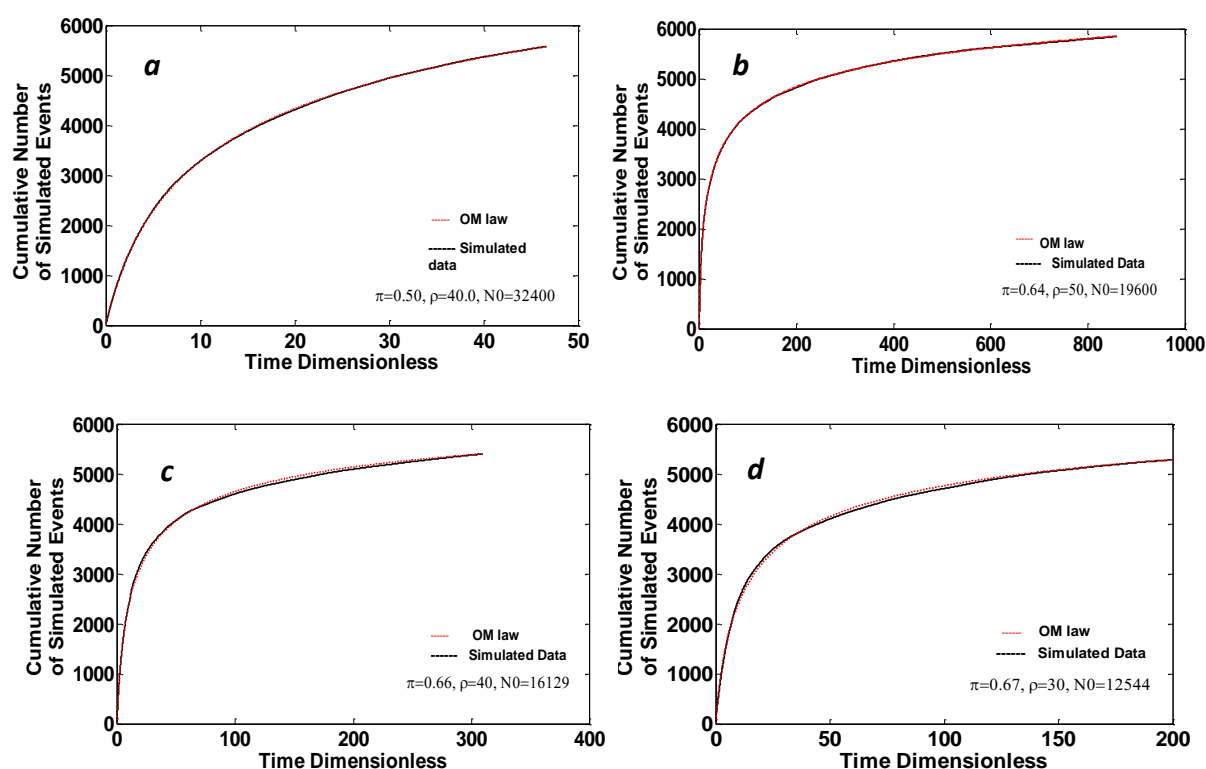 a
Cumulative Number
of Simulated Events
6000
5000
4000
3000
2000
1000
0
OM law
Simulated
data
π=0.50, ρ=40.0, N0=32400
0 10 20 30 40 50
Time Dimensionless
b
Cumulative Number
of Simulated Events
6000
5000
4000
3000
2000
1000
0
OM law
Simulated Data
π=0.64, ρ=50, N0=19600
0 200 400 600 800 1000
Time Dimensionless
c
Cumulative Number
of Simulated Events
6000
5000
4000
3000
2000
1000
0
OM law
Simulated Data
π=0.66, ρ=40, N0=16129
0 100 200 300 400
Time Dimensionless
d
Cumulative Number
of Simulated Events
6000
5000
4000
3000
2000
1000
0
OM law
Simulated Data
π=0.67, ρ=30, N0=12544
0 50 100 150 200
Time Dimensionless